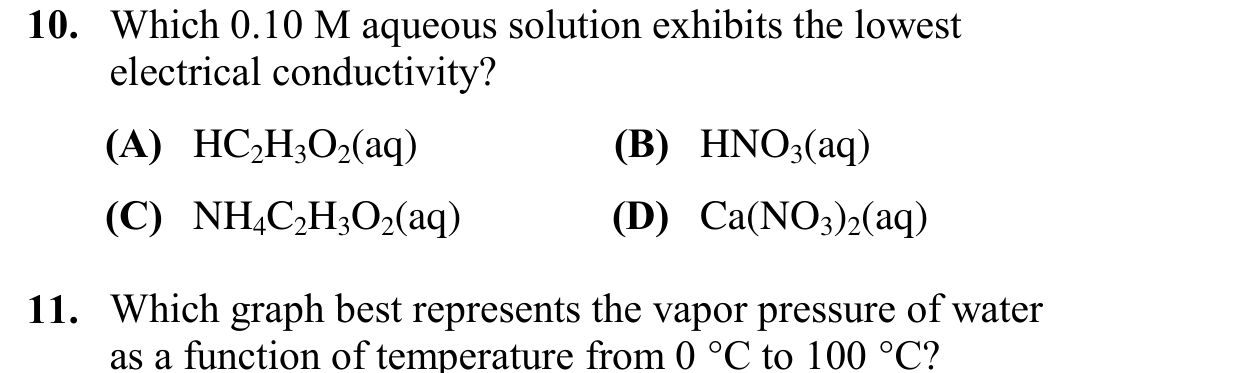 10. Which 0.10 M aqueous solution exhibits the lowest
electrical conductivity?
(A) HC₂H₃O₂(aq) (B) HNO₃(aq)
(C) NH₄C₂H₃O₂(aq) (D) Ca(NO₃)₂(aq)
11. Which graph best represents the vapor pressure of water
as a function of temperature from 0 °C to 100 °C?